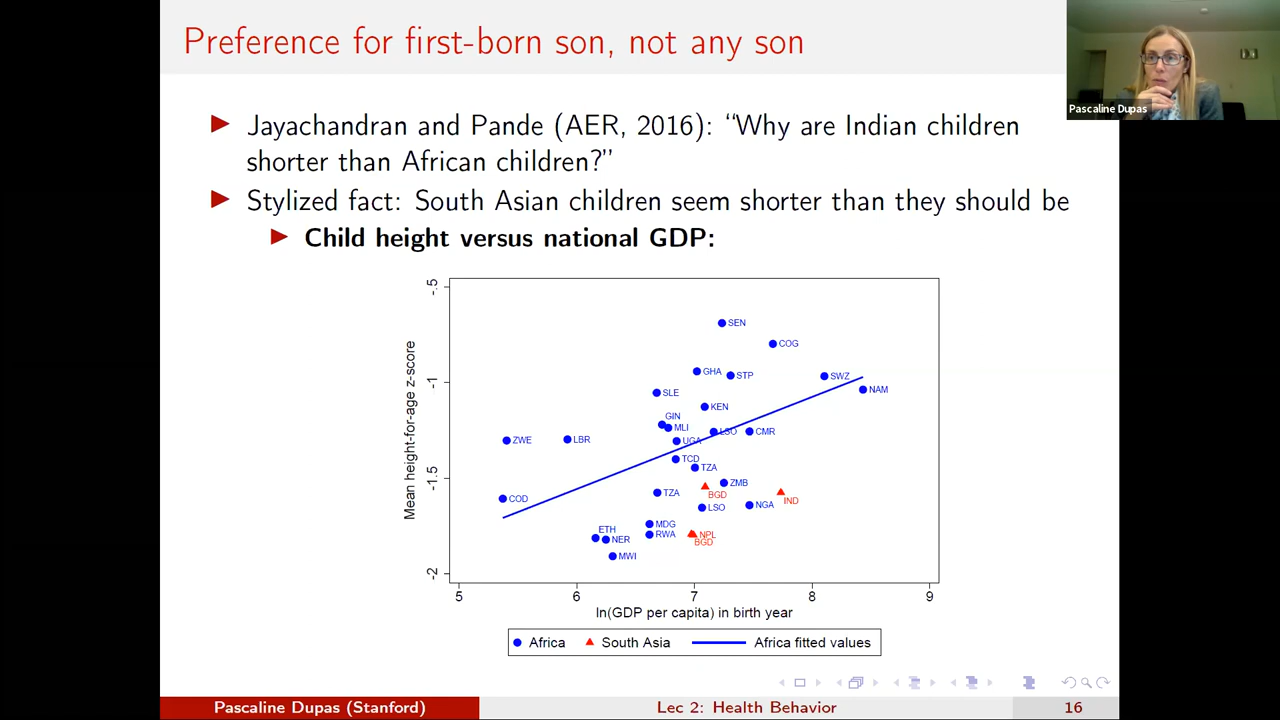 Preference for first-born son, not any son
Pascaline Dupas
Jayachandran and Pande (AER, 2016): “Why are Indian children
shorter than African children?”
Stylized fact: South Asian children seem shorter than they should be
Child height versus national GDP:
Mean height-for-age z-score
-.5
-1
-1.5
-2
SEN
COG
GHA
STP
SWZ
NAM
SLE
KEN
GIN
MLI
LSO
CMR
ZWE
LBR
UGA
TCD
TZA
ZMB
COD
TZA
BGD
IND
LSO
NGA
MDG
ETH
RWA
NPL
NER
BGD
MWI
5 6 7 8 9
ln(GDP per capita) in birth year
Africa South Asia Africa fitted values
Pascaline Dupas (Stanford) Lec 2: Health Behavior 16